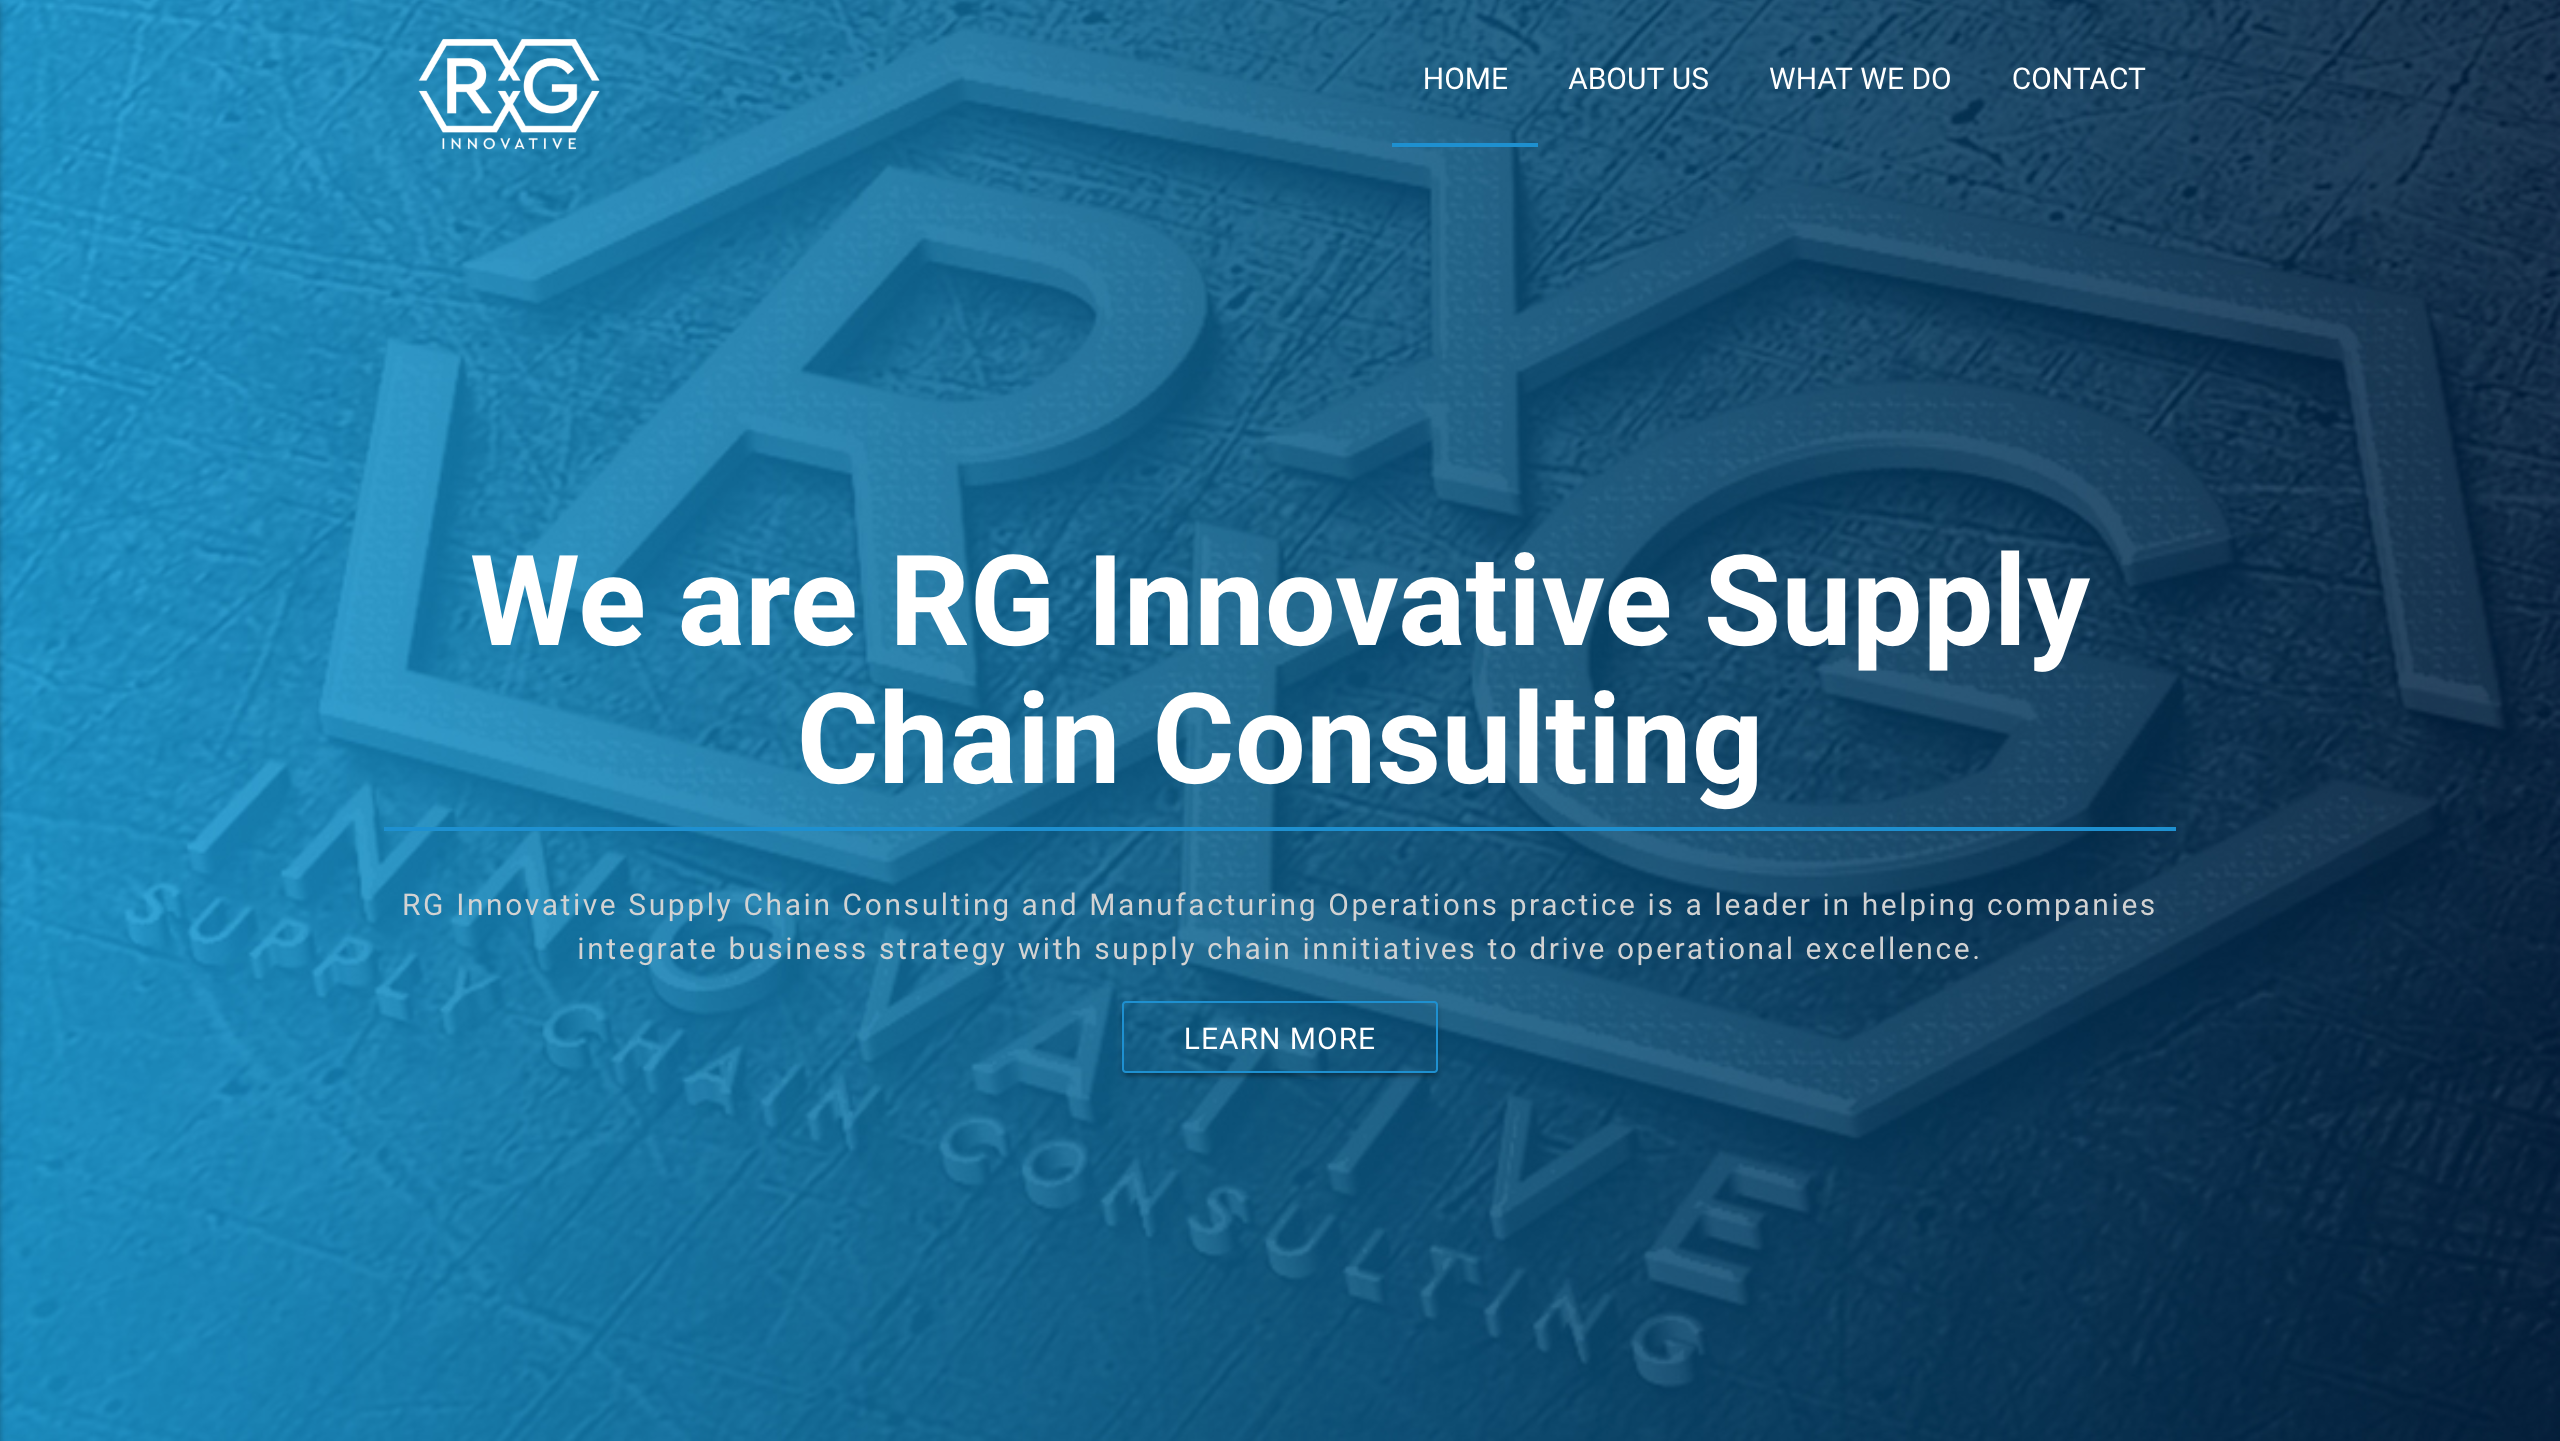 RG
INNOVATIVE
HOME ABOUT US WHAT WE DO CONTACT
RG
We are RG Innovative Supply
Chain Consulting
INNOVATIVE
SUPPLY CHAIN CONSULTING
RG Innovative Supply Chain Consulting and Manufacturing Operations practice is a leader in helping companies
integrate business strategy with supply chain innitiatives to drive operational excellence.
LEARN MORE